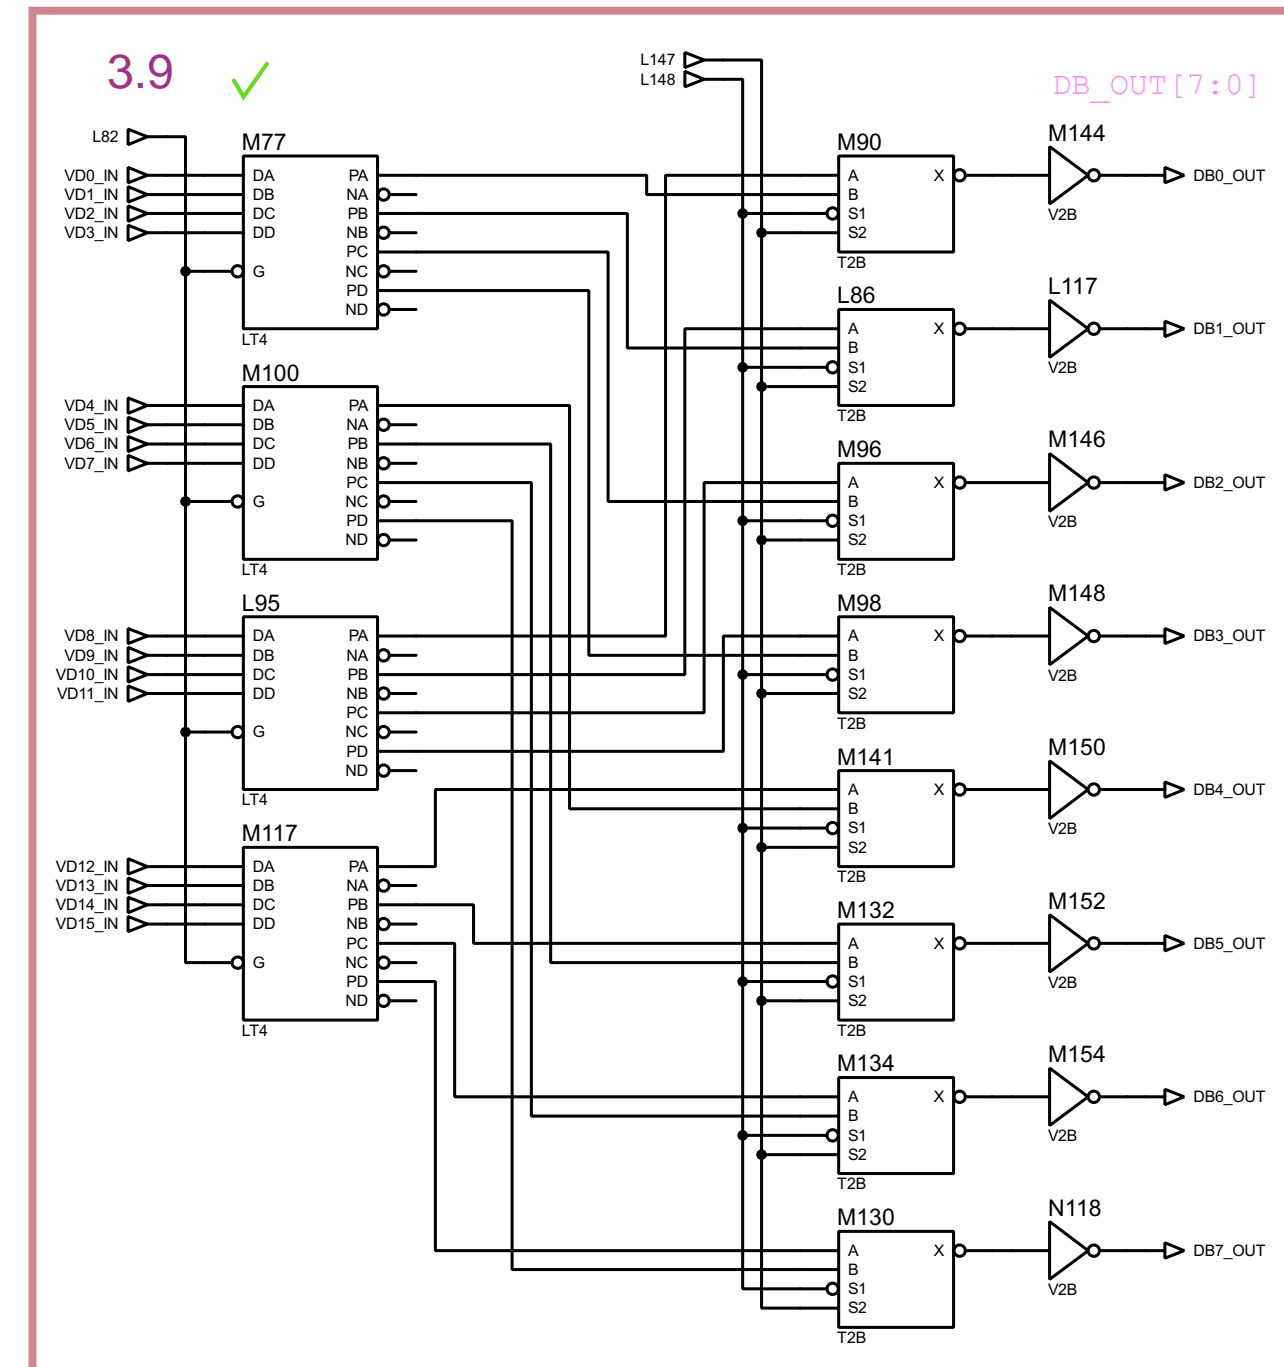 3.9
DB_OUT[7:0]
L147
L148
L82
VD0_IN
VD1_IN
VD2_IN
VD3_IN
M77
DA PA
NA
DB PB
DC NB
DD PC
G NC
PD
ND
LT4
M90
A X
B
S1
S2
T2B
M144
V2B
DB0_OUT
L86
A X
B
S1
S2
T2B
L117
V2B
DB1_OUT
VD4_IN
VD5_IN
VD6_IN
VD7_IN
M100
DA PA
DB NA
DC PB
DD NB
PC
G NC
PD
ND
LT4
M96
A X
B
S1
S2
T2B
M146
V2B
DB2_OUT
VD8_IN
VD9_IN
VD10_IN
VD11_IN
L95
DA PA
DB NA
DC PB
DD NB
PC
G NC
PD
ND
LT4
M98
A X
B
S1
S2
T2B
M148
V2B
DB3_OUT
M141
A X
B
S1
S2
T2B
M150
V2B
DB4_OUT
VD12_IN
VD13_IN
VD14_IN
VD15_IN
M117
DA PA
DB NA
DC PB
DD NB
PC
G NC
PD
ND
LT4
M132
A X
B
S1
S2
T2B
M152
V2B
DB5_OUT
M134
A X
B
S1
S2
T2B
M154
V2B
DB6_OUT
M130
A X
B
S1
S2
T2B
N118
V2B
DB7_OUT